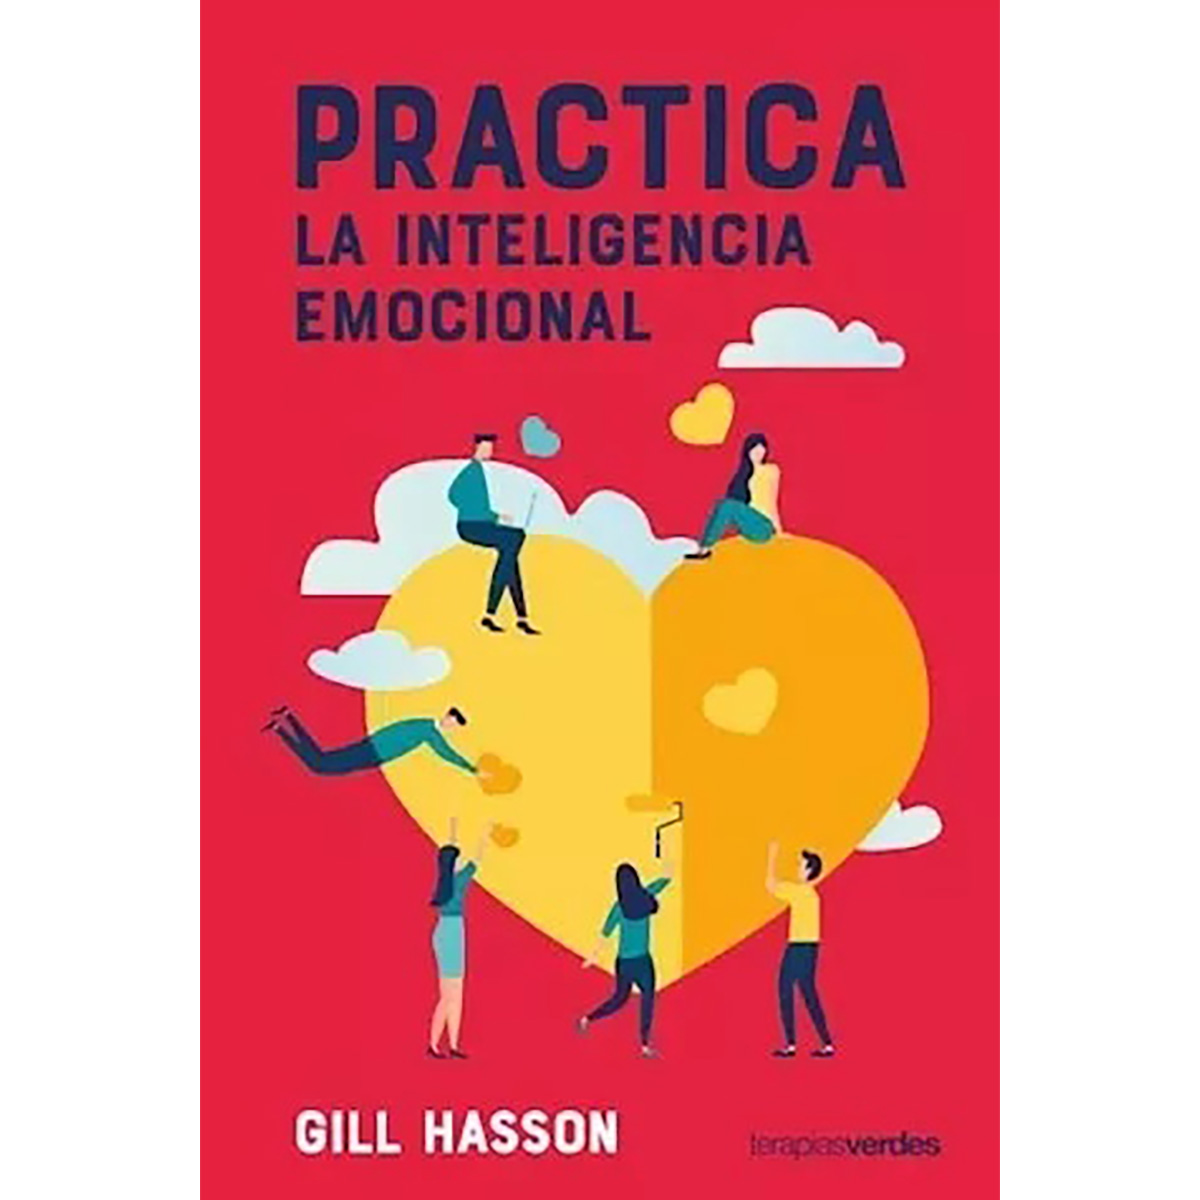 PRACTICA
LA INTELIGENCIA
EMOCIONAL
GILL HASSON
terapiasverdes